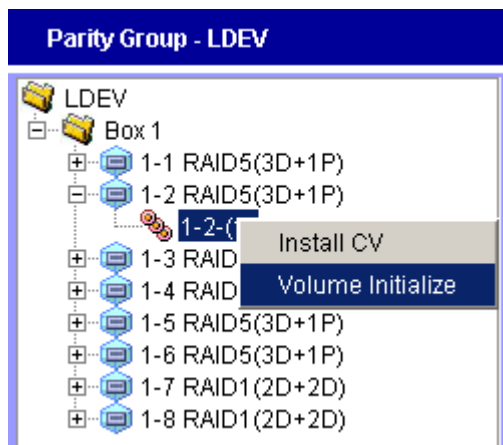 Parity Group - LDEV
LDEV
Box 1
1-1 RAID5(3D+1P)
1-2 RAID5(3D+1P)
1-2-(
Install CV
Volume Initialize
1-3 RAID
1-4 RAID
1-5 RAID5(3D+1P)
1-6 RAID5(3D+1P)
1-7 RAID1(2D+2D)
1-8 RAID1(2D+2D)